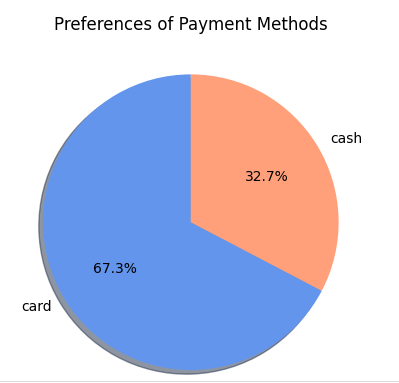 Preferences of Payment Methods
cash
32.7%
67.3%
card